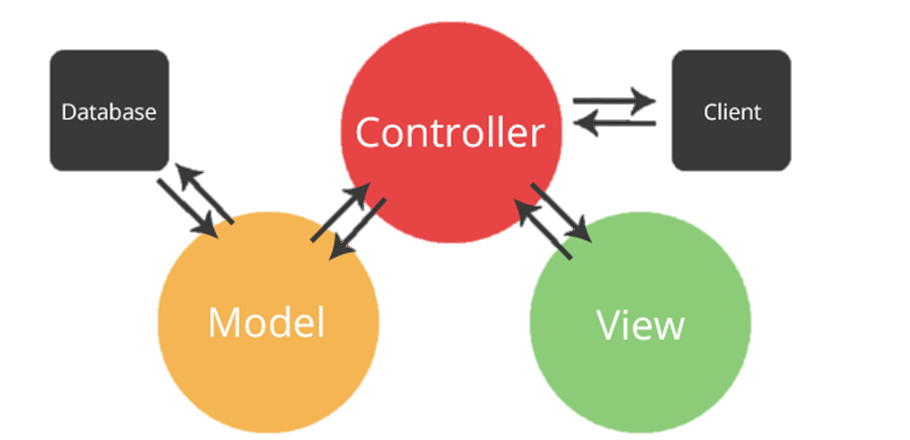 Database
Controller
Client
Model
View